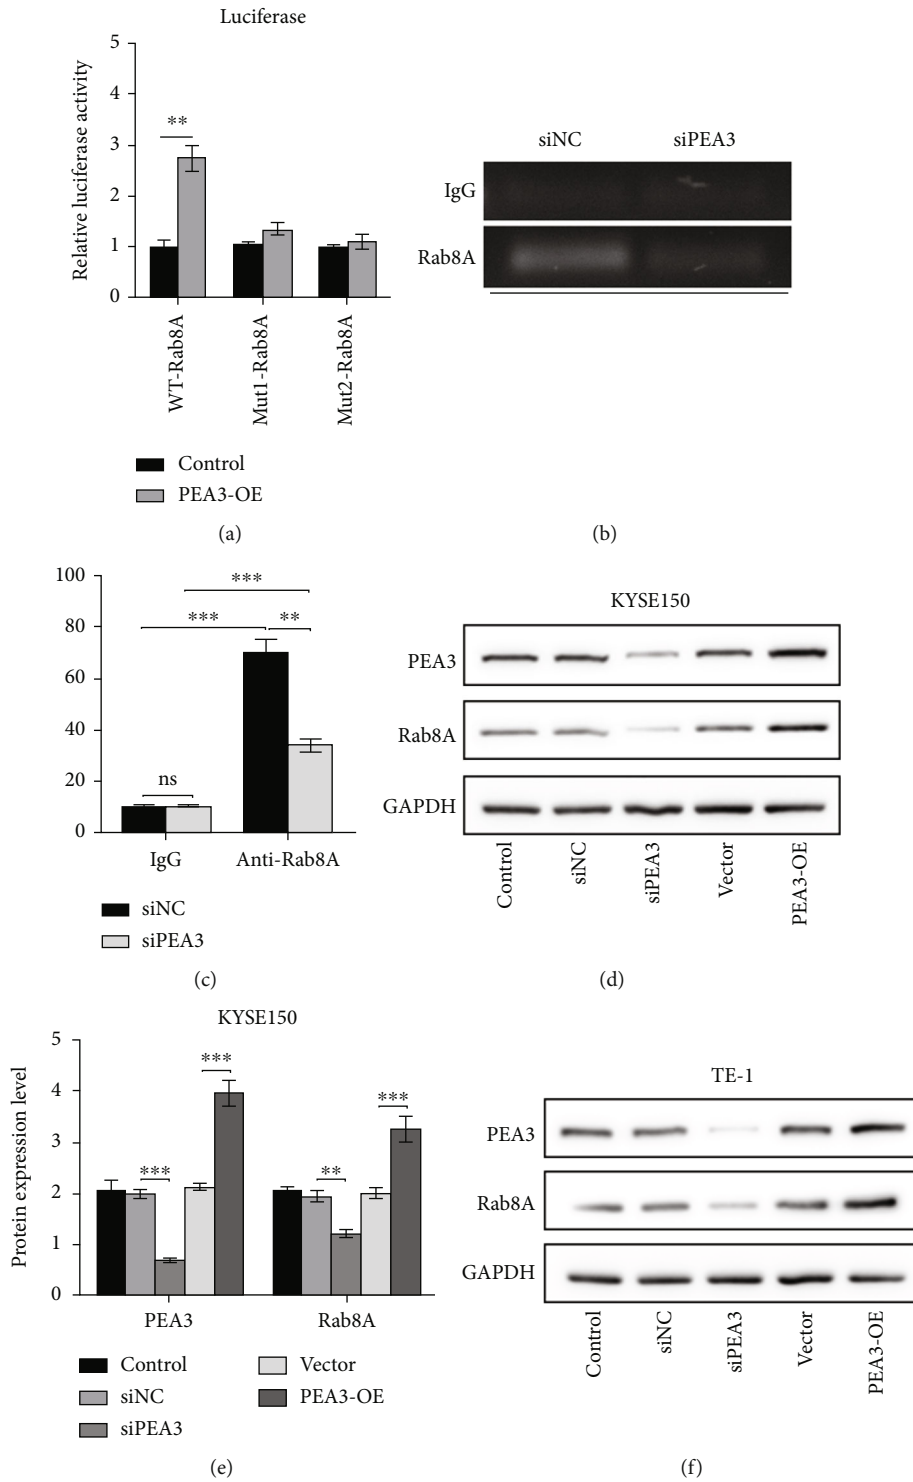 Luciferase
Relative luciferase activity
5
4
3
2
1
0
**
WT-Rab8A
Mut1-Rab8A
Mut2-Rab8A
Control
PEA3-OE
(a)
siNC siPEA3
IgG
Rab8A
(b)
100
80
60
40
20
0
***
*** **
ns
IgG Anti-Rab8A
siNC
siPEA3
(c)
KYSE150
PEA3
Rab8A
GAPDH
Control
siNC
siPEA3
Vector
PEA3-OE
(d)
KYSE150
Protein expression level
5
4
3
2
1
0
***
***
**
***
PEA3 Rab8A
Control
siNC
siPEA3
Vector
PEA3-OE
(e)
TE-1
PEA3
Rab8A
GAPDH
Control
siNC
siPEA3
Vector
PEA3-OE
(f)